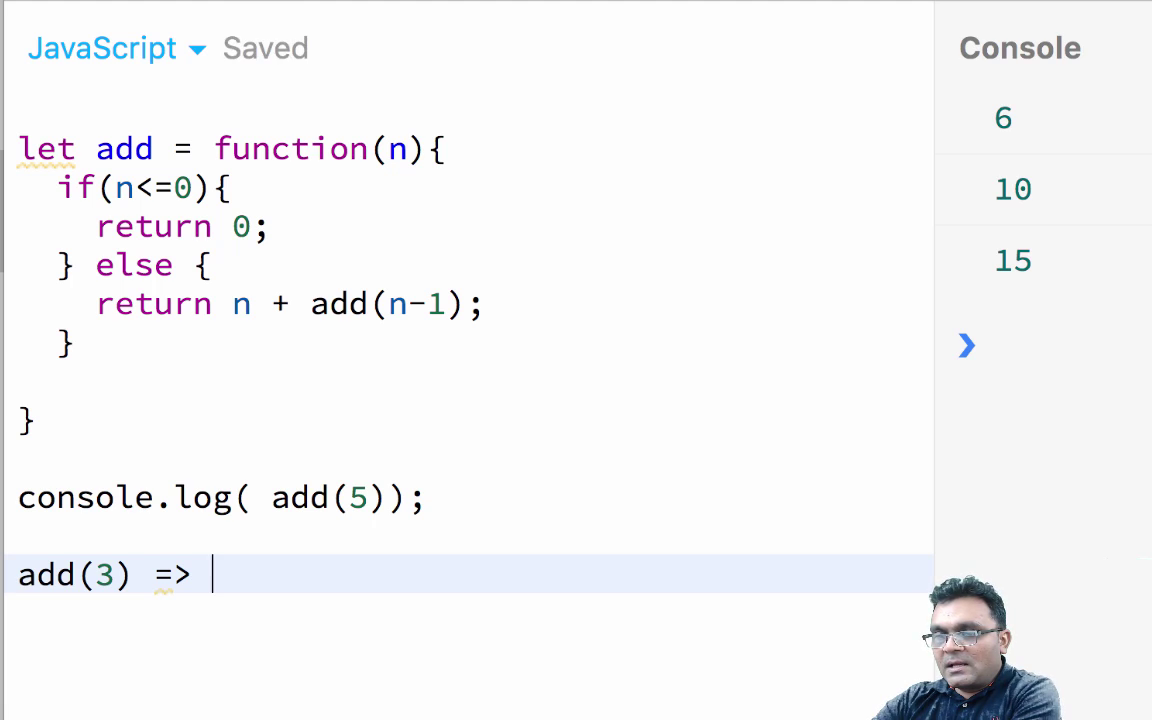 JavaScript Saved
let add = function(n){
if(n<=0){
return 0;
} else {
return n + add(n-1);
}
}
console.log( add(5));
add(3) =>
Console
6
10
15